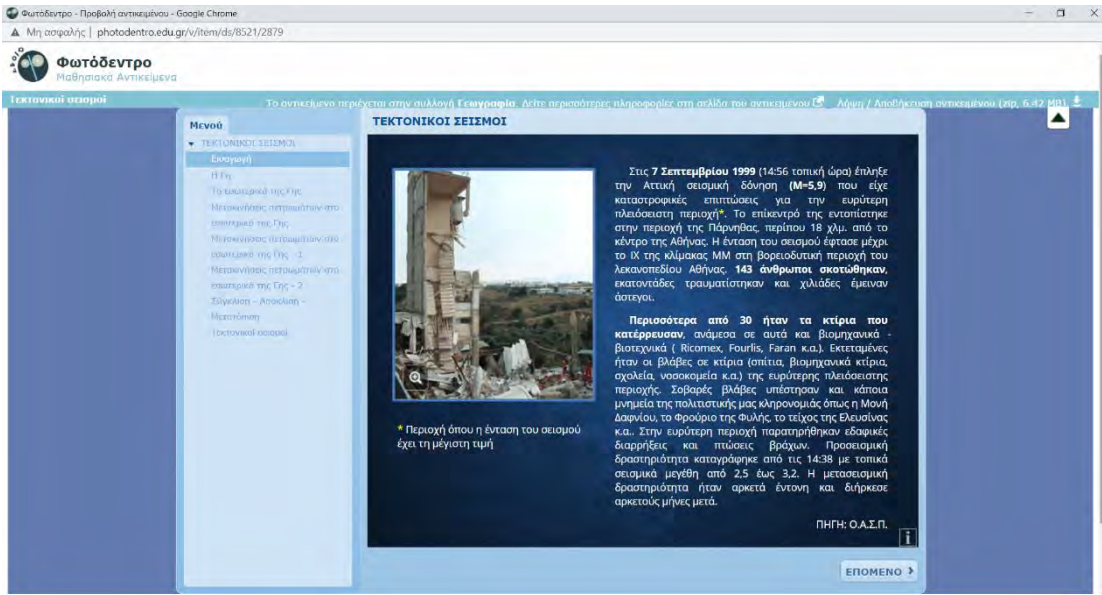 Φωτόδεντρο - Προβολή αντικειμένου - Google Chrome
Μη ασφαλής | photodentro.edu.gr/v/item/ds/8521/2879
Φωτόδεντρο
Μαθησιακά Αντικείμενα
Τεκτονικοί σεισμοί
Το αντικείμενο περιέχεται στην συλλογή Γεωγραφία. Δείτε περισσότερες πληροφορίες στη σελίδα του αντικειμένου
Λήψη / Αποθήκευση αντικειμένου (zip, 6.42 MB)
Μενού
ΤΕΚΤΟΝΙΚΟΙ ΣΕΙΣΜΟΙ
Εισαγωγή
Η Γη
Το εσωτερικό της Γης
Μετακινήσεις πετρωμάτων στο
εσωτερικό της Γης
Μετακινήσεις πετρωμάτων στο
εσωτερικό της Γης - 1
Μετακινήσεις πετρωμάτων στο
εσωτερικό της Γης - 2
Σύγκλιση - Απόκλιση -
Μετατόπιση
Τεκτονικοί σεισμοί
ΤΕΚΤΟΝΙΚΟΙ ΣΕΙΣΜΟΙ
* Περιοχή όπου η ένταση του σεισμού
έχει τη μέγιστη τιμή
Στις 7 Σεπτεμβρίου 1999 (14:56 τοπική ώρα) έπληξε
την Αττική σεισμική δόνηση (Μ=5,9) που είχε
καταστροφικές επιπτώσεις για την ευρύτερη
πλειόσειστη περιοχή*. Το επίκεντρό της εντοπίστηκε
στην περιοχή της Πάρνηθας, περίπου 18 χλμ. από το
κέντρο της Αθήνας. Η ένταση του σεισμού έφτασε μέχρι
το ΙΧ της κλίμακας ΜΜ στη βορειοδυτική περιοχή του
λεκανοπεδίου Αθήνας. 143 άνθρωποι σκοτώθηκαν,
εκατοντάδες τραυματίστηκαν και χιλιάδες έμειναν
άστεγοι.
Περισσότερα από 30 ήταν τα κτίρια που
κατέρρευσαν, ανάμεσα σε αυτά και βιομηχανικά -
βιοτεχνικά ( Ricomex, Fourlis, Faran κ.α.). Εκτεταμένες
ήταν οι βλάβες σε κτίρια (σπίτια, βιομηχανικά κτίρια,
σχολεία, νοσοκομεία κ.α.) της ευρύτερης πλειόσειστης
περιοχής. Σοβαρές βλάβες υπέστησαν και κάποια
μνημεία της πολιτιστικής μας κληρονομιάς όπως η Μονή
Δαφνίου, το Φρούριο της Φυλής, το τείχος της Ελευσίνας
κ.α.. Στην ευρύτερη περιοχή παρατηρήθηκαν εδαφικές
διαρρήξεις και πτώσεις βράχων. Προσεισμική
δραστηριότητα καταγράφηκε από τις 14:38 με τοπικά
σεισμικά μεγέθη από 2,5 έως 3,2. Η μετασεισμική
δραστηριότητα ήταν αρκετά έντονη και διήρκεσε
αρκετούς μήνες μετά.
ΠΗΓΗ: Ο.Α.Σ.Π.
ΕΠΟΜΕΝΟ